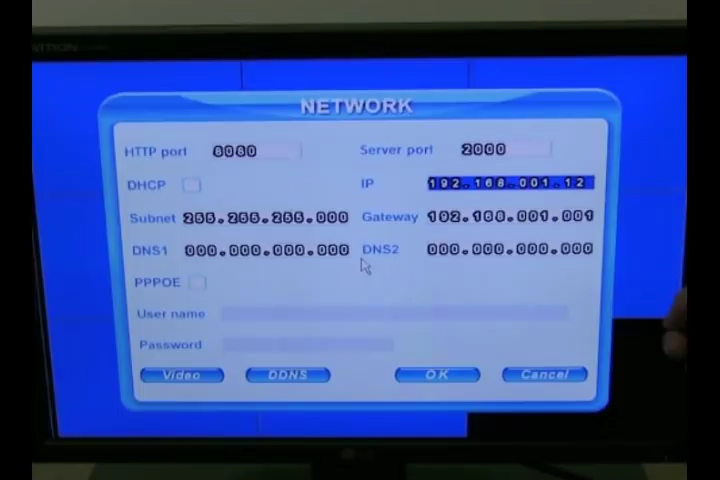 NETWORK
HTTP port 8080 Server port 2000
DHCP IP 192.168.001.12
Subnet 255.255.255.000 Gateway 192.168.001.001
DNS1 000.000.000.000 DNS2 000.000.000.000
PPPOE
User name
Password
Video DDNS OK Cancel